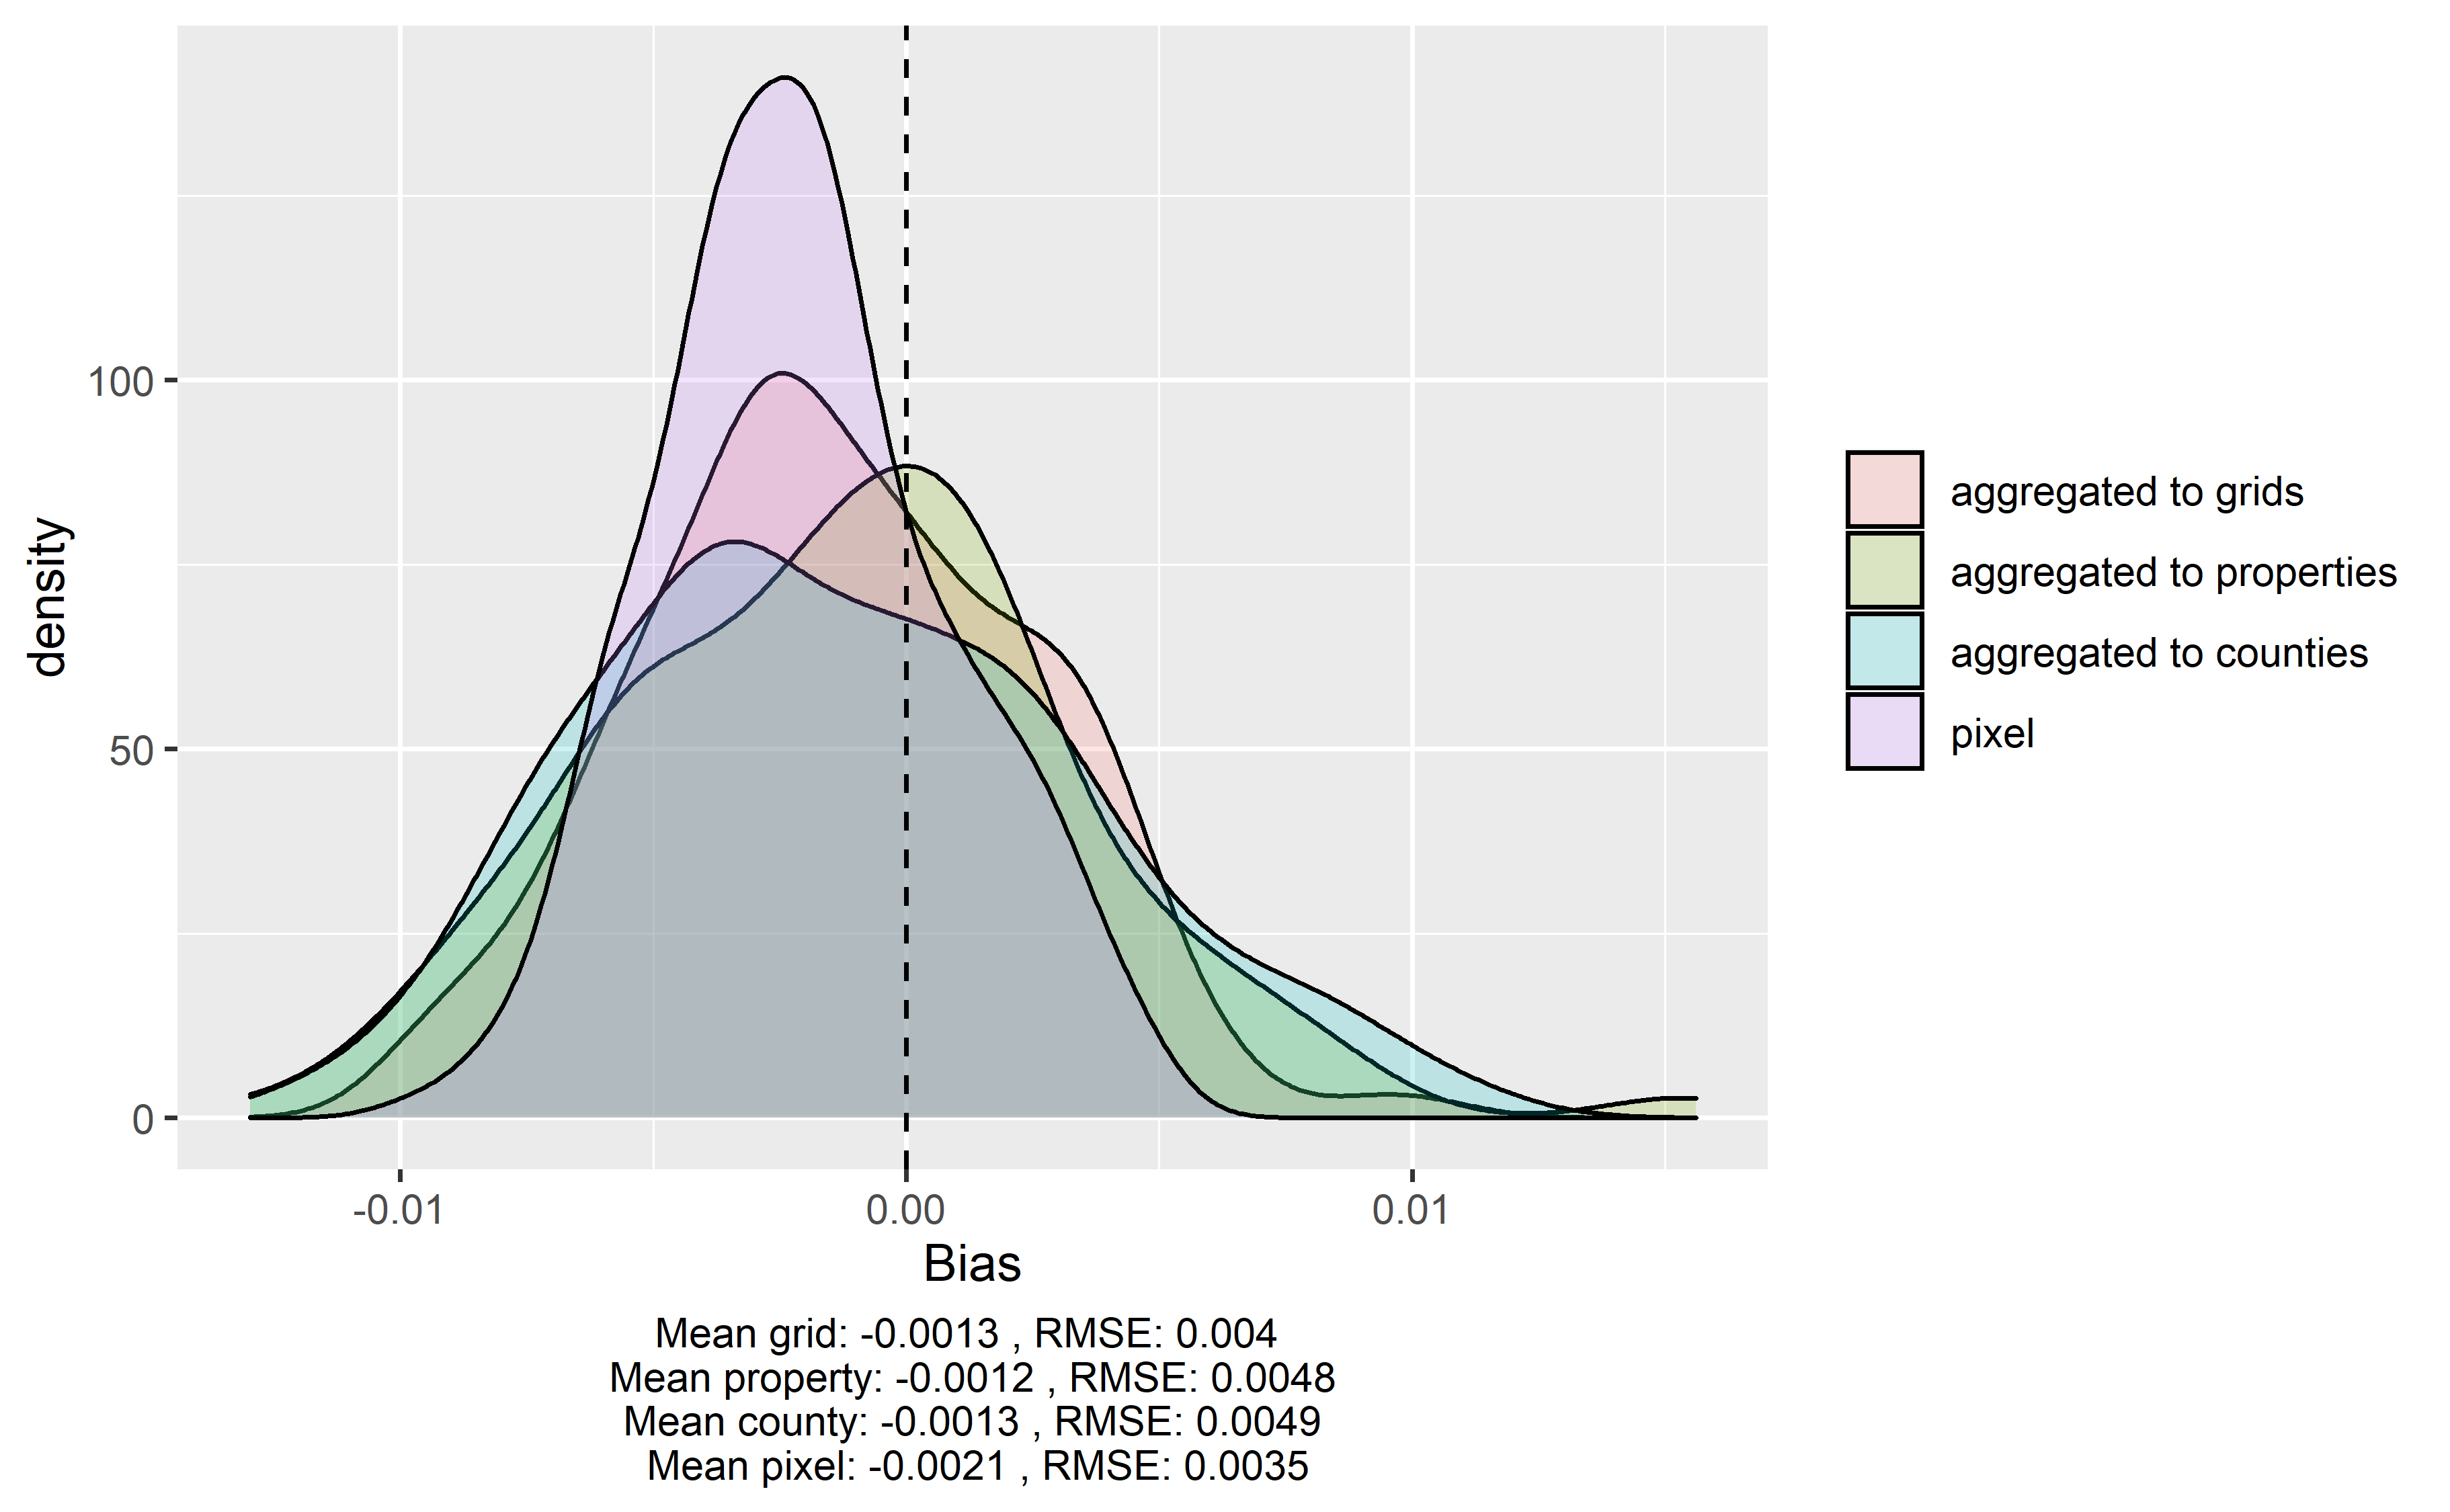 100
50
0
density
-0.01
0.00
0.01
Bias
aggregated to grids
aggregated to properties
aggregated to counties
pixel
Mean grid: -0.0013 , RMSE: 0.004
Mean property: -0.0012 , RMSE: 0.0048
Mean county: -0.0013 , RMSE: 0.0049
Mean pixel: -0.0021 , RMSE: 0.0035